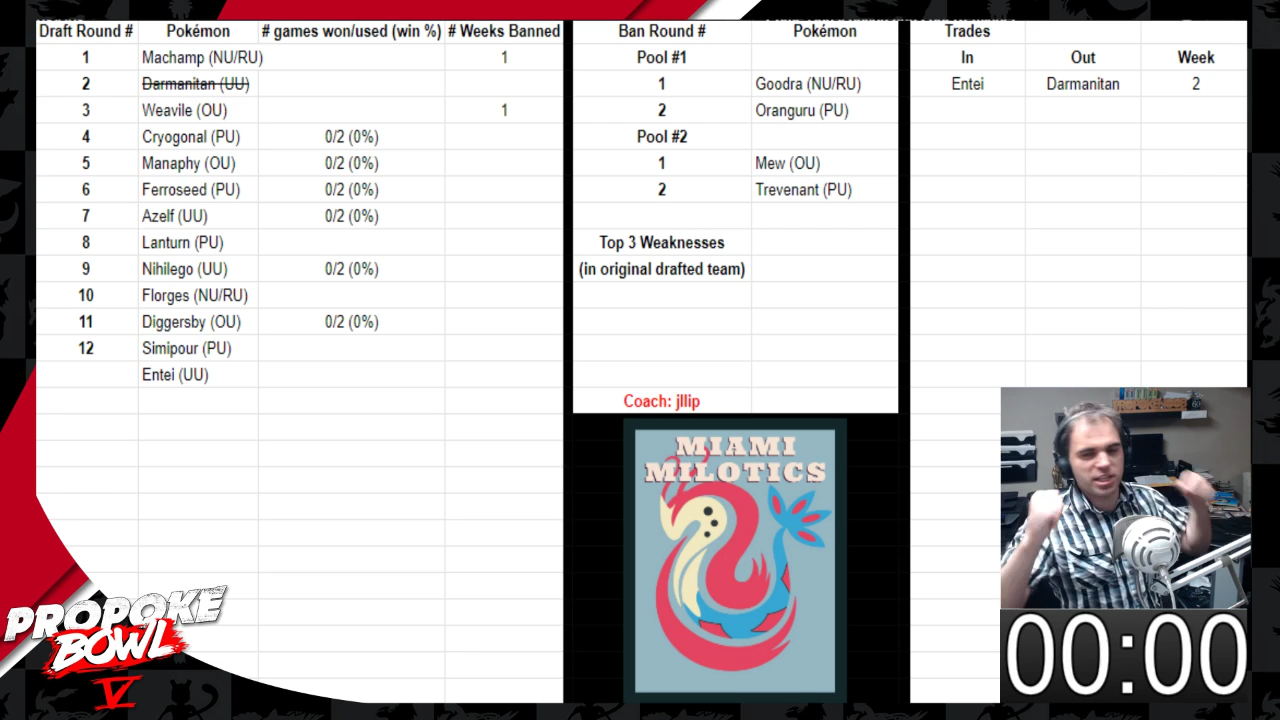 Draft Round # Pokémon # games won/used (win %) # Weeks Banned
1 Machamp (NU/RU) 1
2 Darmanitan (UU)
3 Weavile (OU) 1
4 Cryogonal (PU) 0/2 (0%)
5 Manaphy (OU) 0/2 (0%)
6 Ferroseed (PU) 0/2 (0%)
7 Azelf (UU) 0/2 (0%)
8 Lanturn (PU)
9 Nihilego (UU) 0/2 (0%)
10 Florges (NU/RU)
11 Diggersby (OU) 0/2 (0%)
12 Simipour (PU)
Entei (UU)
Ban Round # Pokémon
Pool #1
1 Goodra (NU/RU)
2 Oranguru (PU)
Pool #2
1 Mew (OU)
2 Trevenant (PU)
Top 3 Weaknesses
(in original drafted team)
Coach: jllip
MIAMI
MILOTICS
Trades
In Out Week
Entei Darmanitan 2
00:00
PROPOKE
BOWL
V